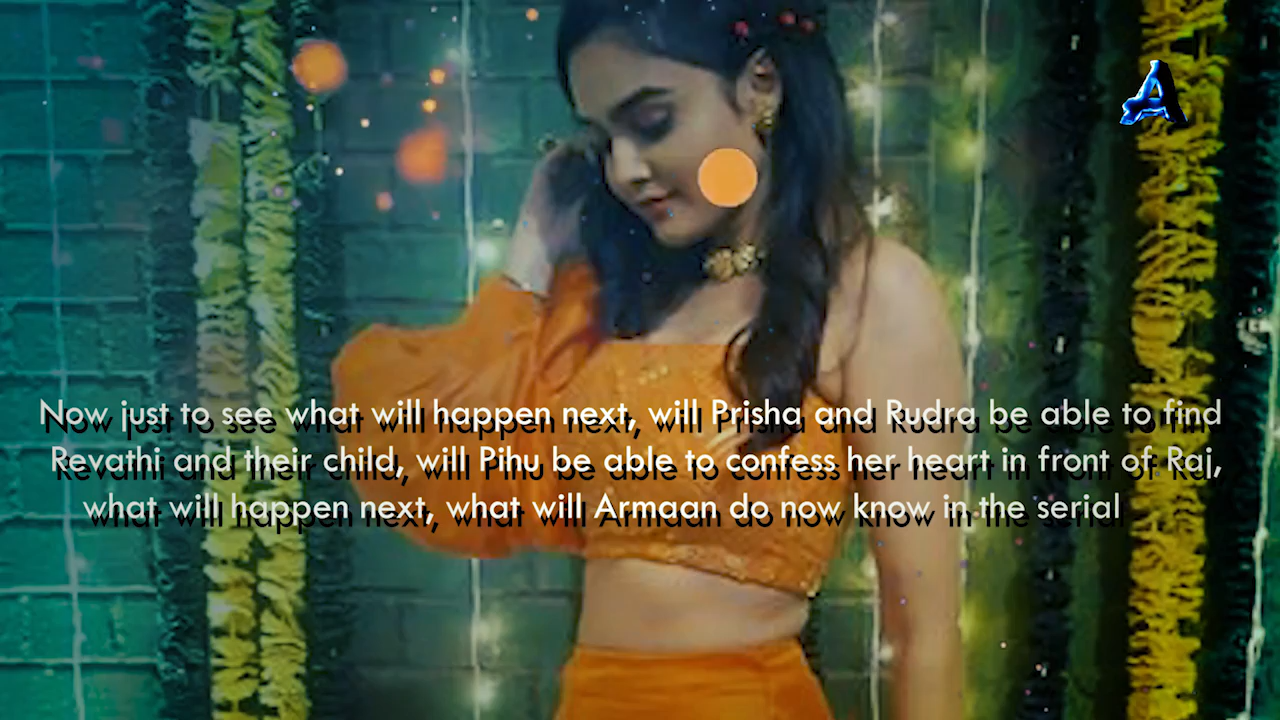 A
Now just to see what will happen next, will Prisha and Rudra be able to find
Revathi and their child, will Pihu be able to confess her heart in front of Raj,
what will happen next, what will Armaan do now know in the serial